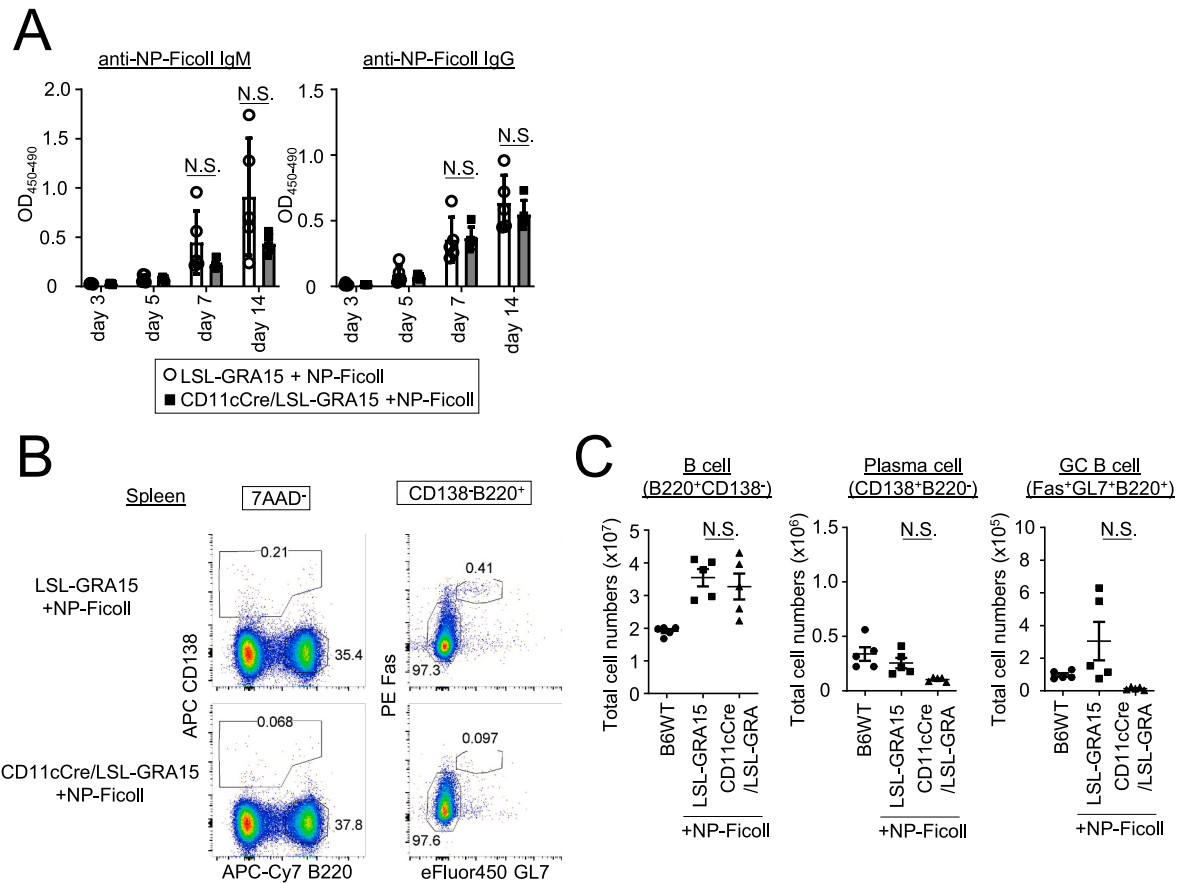 A
anti-NP-Ficoll IgM
anti-NP-Ficoll IgG
OD450-490
2.0
1.5
1.0
0.5
0
N.S.
N.S.
day 3
day 5
day 7
day 14
OD450-490
1.5
1.0
0.5
0
N.S.
N.S.
day 3
day 5
day 7
day 14
LSL-GRA15 + NP-Ficoll
CD11cCre/LSL-GRA15 +NP-Ficoll
B
Spleen
7AAD-
CD138-B220+
LSL-GRA15
+NP-Ficoll
0.21
35.4
0.41
97.3
CD11cCre/LSL-GRA15
+NP-Ficoll
0.068
37.8
0.097
97.6
APC CD138
PE Fas
APC-Cy7 B220
eFluor450 GL7
C
B cell
(B220+CD138-)
Total cell numbers (x10^7)
5
4
3
2
1
0
N.S.
B6WT
LSL-GRA15
CD11cCre
/LSL-GRA
+NP-Ficoll
Plasma cell
(CD138+B220-)
Total cell numbers (x10^6)
1.5
1.0
0.5
0
N.S.
B6WT
LSL-GRA15
CD11cCre
/LSL-GRA
+NP-Ficoll
GC B cell
(Fas+GL7+B220+)
Total cell numbers (x10^5)
10
8
6
4
2
0
N.S.
B6WT
LSL-GRA15
CD11cCre
/LSL-GRA
+NP-Ficoll